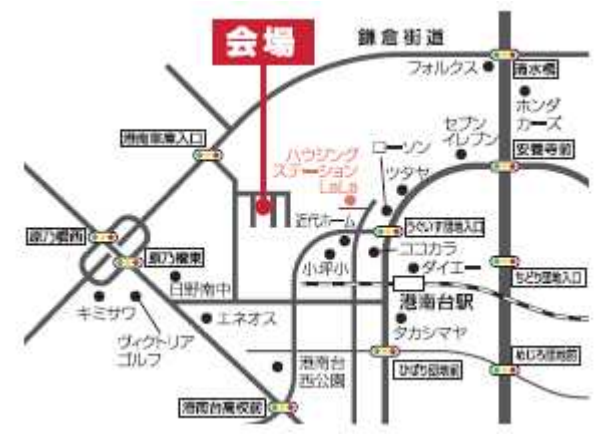 会場
鎌倉街道
フォルクス
清水橋
ホンダ
カーズ
セブン
イレブン
安養寺前
港南車庫入口
ハウジング
ステーション
LaLa
ローソン
ツタヤ
近代ホーム
うぐいす団地入口
ココカラ
小坪小
ダイエー
ちどり団地入口
港南台駅
日野南中
キミサワ
ヴィクトリア
ゴルフ
エネオス
タカシマヤ
港南台
西公園
ひばり団地前
めじろ団地前
港南台高校前